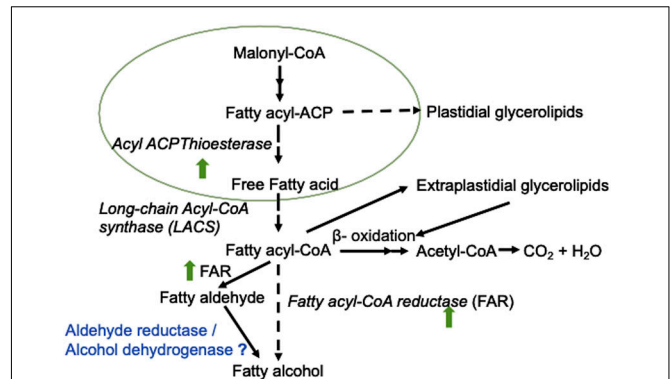 Malonyl-CoA
Fatty acyl-ACP
Plastidial glycerolipids
Acyl ACPThioesterase
Free Fatty acid
Extraplastidial glycerolipids
Long-chain Acyl-CoA
synthase (LACS)
β- oxidation
Fatty acyl-CoA
Acetyl-CoA
CO₂ + H₂O
FAR
Fatty aldehyde
Fatty acyl-CoA reductase (FAR)
Aldehyde reductase /
Alcohol dehydrogenase ?
Fatty alcohol